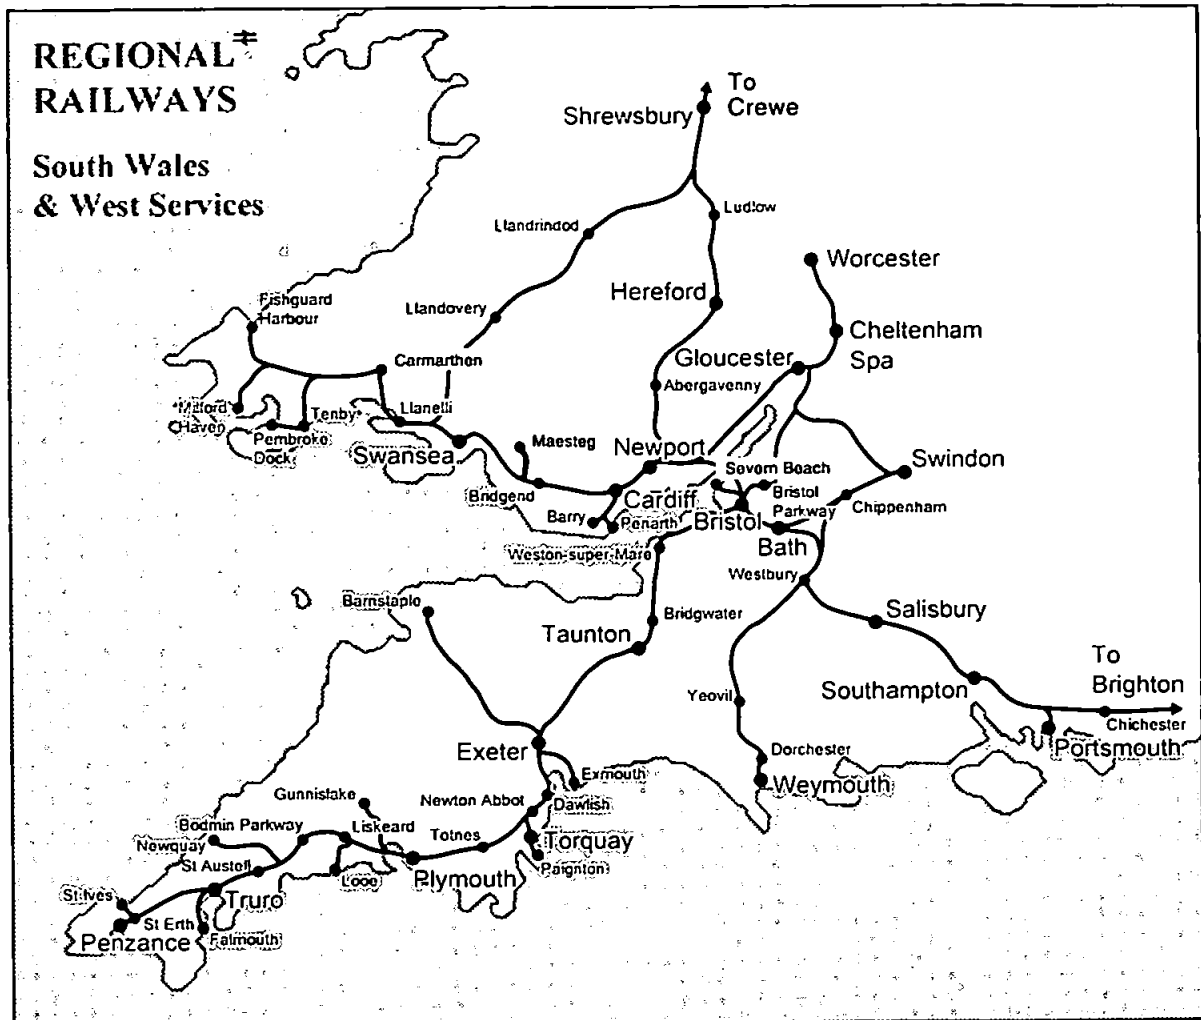 REGIONAL
RAILWAYS
South Wales
& West Services
To
Crewe
Shrewsbury
Ludlow
Llandrindod
Worcester
Hereford
Llandovery
Fishguard
Harbour
Cheltenham
Spa
Gloucester
Carmarthen
Abergavenny
Milford
Haven
Tenby
Llanelli
Pembroke
Dock
Maesteg
Newport
Swansea
Severn Beach
Swindon
Bridgend
Cardiff
Bristol
Parkway
Chippenham
Barry
Penarth
Bristol
Bath
Weston-super-Mare
Westbury
Barnstaple
Bridgwater
Salisbury
Taunton
To
Brighton
Yeovil
Southampton
Chichester
Portsmouth
Exeter
Dorchester
Weymouth
Exmouth
Gunnislake
Newton Abbot
Dawlish
Bodmin Parkway
Liskeard
Totnes
Torquay
Newquay
St Austell
Looe
Plymouth
Paignton
St Ives
Truro
St Erth
Penzance
Falmouth